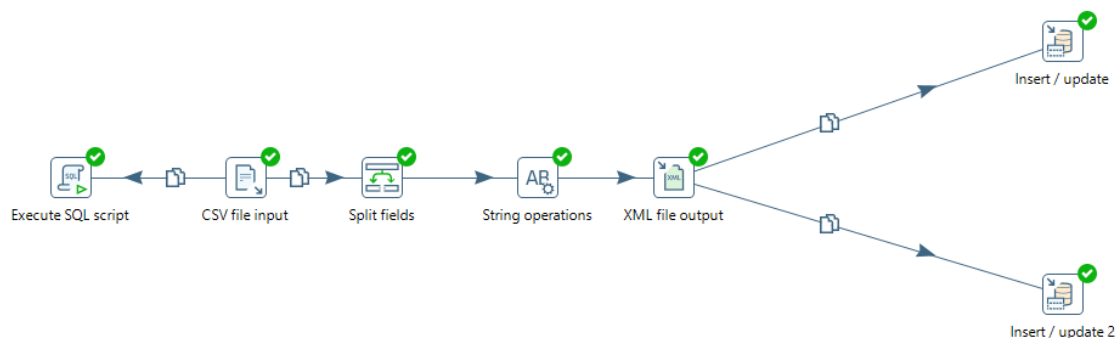 Insert / update
SQL
AB
XML
Execute SQL script
CSV file input
Split fields
String operations
XML file output
Insert / update 2